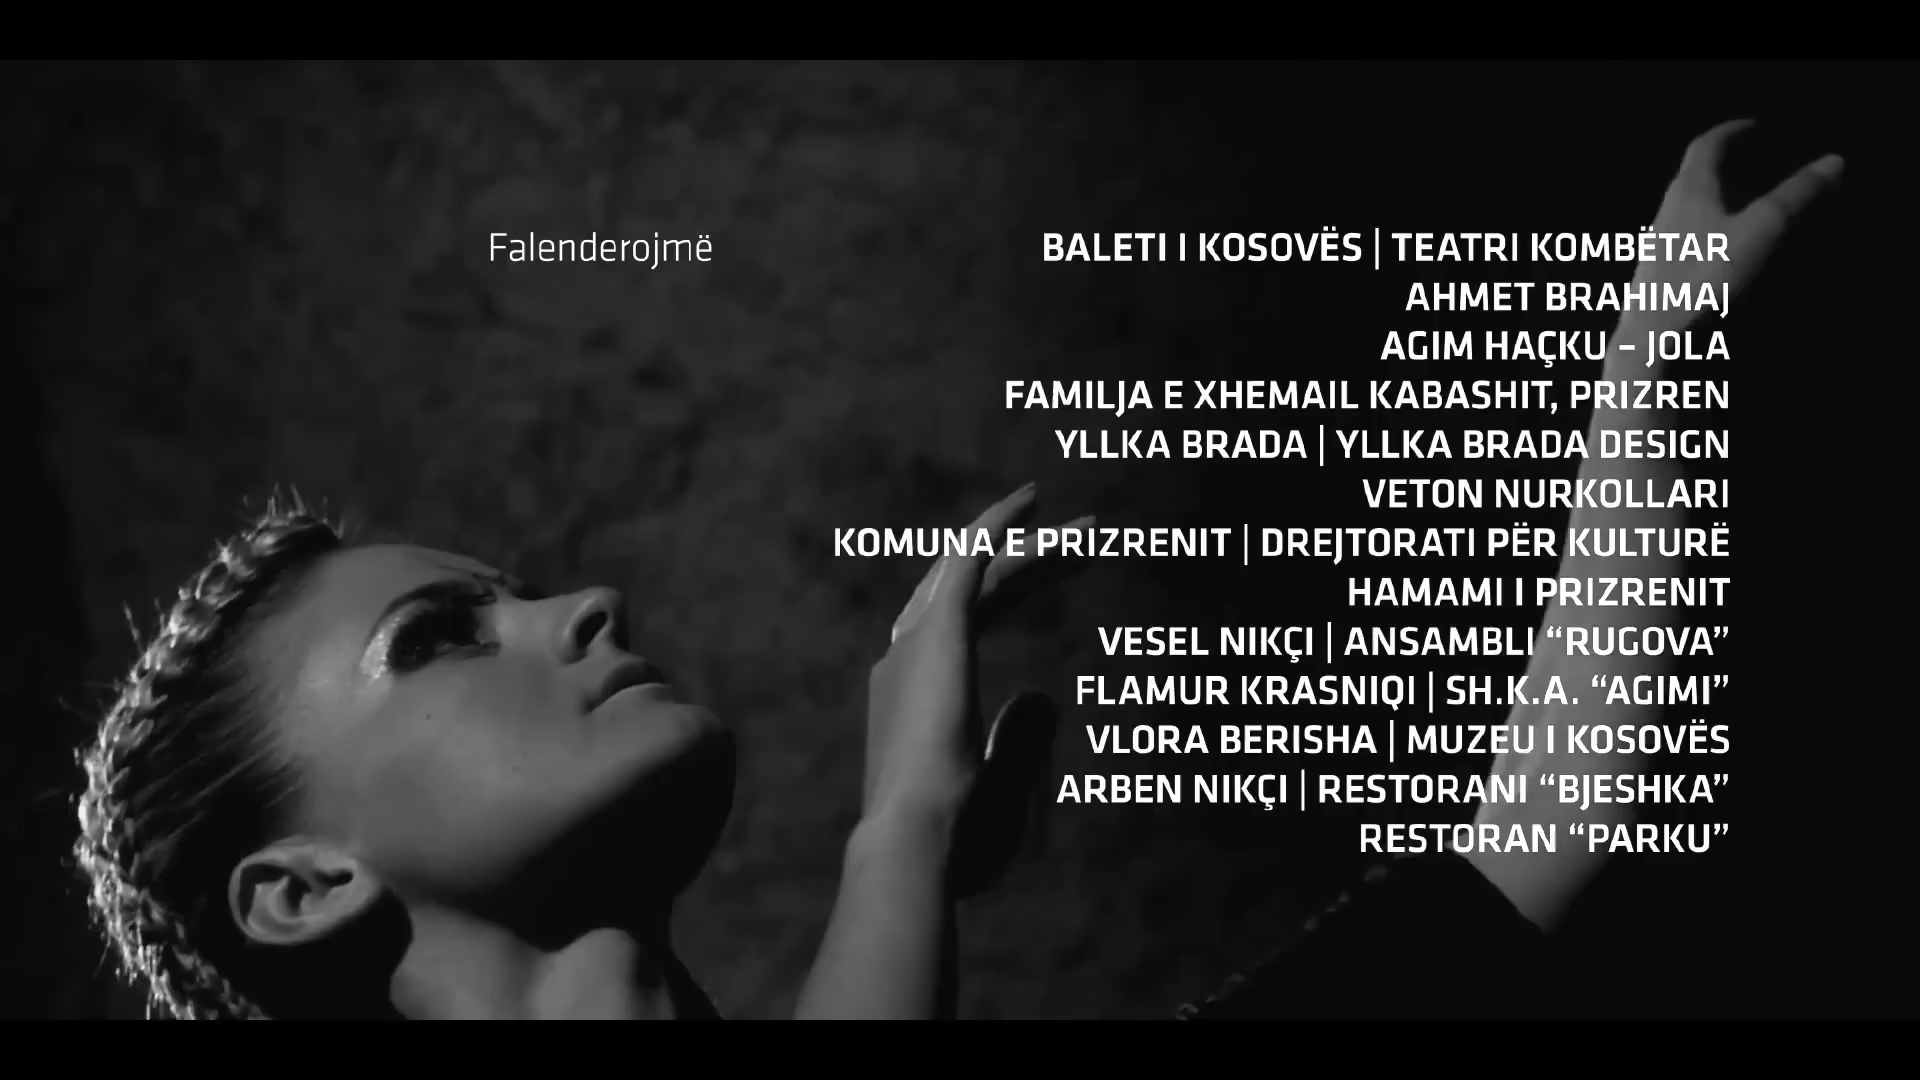 Falenderojmë
BALETI I KOSOVËS | TEATRI KOMBËTAR
AHMET BRAHIMAJ
AGIM HAÇKU – JOLA
FAMILJA E XHEMAIL KABASHIT, PRIZREN
YLLKA BRADA | YLLKA BRADA DESIGN
VETON NURKOLLARI
KOMUNA E PRIZRENIT | DREJTORATI PËR KULTURË
HAMAMI I PRIZRENIT
VESEL NIKÇI | ANSAMBLI “RUGOVA”
FLAMUR KRASNIQI | SH.K.A. “AGIMI”
VLORA BERISHA | MUZEU I KOSOVËS
ARBEN NIKÇI | RESTORANI “BJESHKA”
RESTORAN “PARKU”